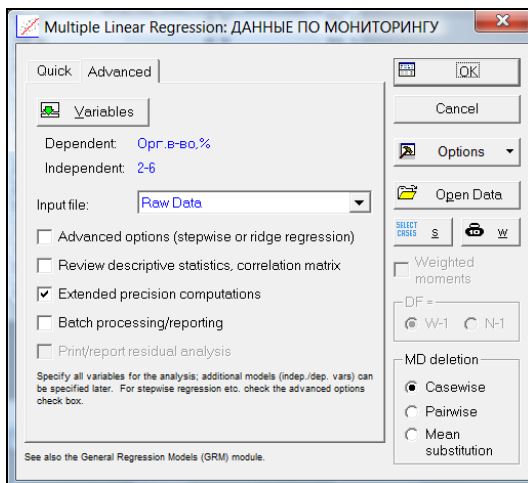 Multiple Linear Regression: ДАННЫЕ ПО МОНИТОРИНГУ
Quick
Advanced
Variables
Dependent: Орг.в-во,%
Independent: 2-6
Input file: Raw Data
Advanced options (stepwise or ridge regression)
Review descriptive statistics, correlation matrix
Extended precision computations
Batch processing/reporting
Print/report residual analysis
Specify all variables for the analysis; additional models (indep./dep. vars) can
be specified later. For stepwise regression etc. check the advanced options
check box.
See also the General Regression Models (GRM) module.
OK
Cancel
Options
Open Data
SELECT
CASES
S
W
Weighted
moments
DF =
W-1
N-1
MD deletion
Casewise
Pairwise
Mean
substitution